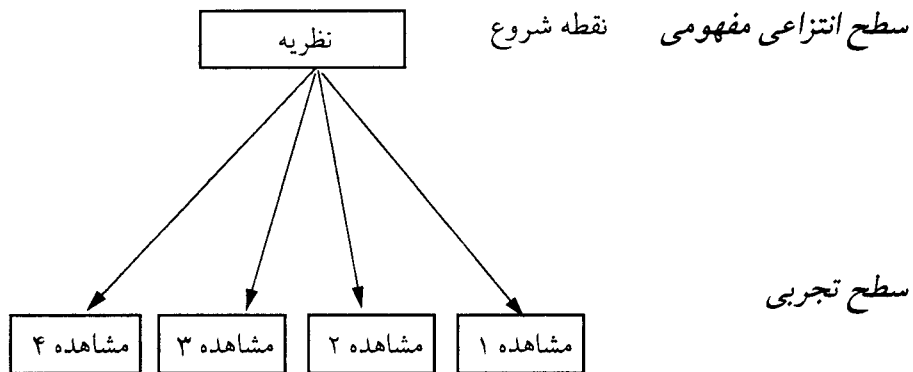 سطح انتزاعی مفهومی
نقطه شروع
نظریه
سطح تجربی
مشاهده ۱
مشاهده ۲
مشاهده ۳
مشاهده ۴